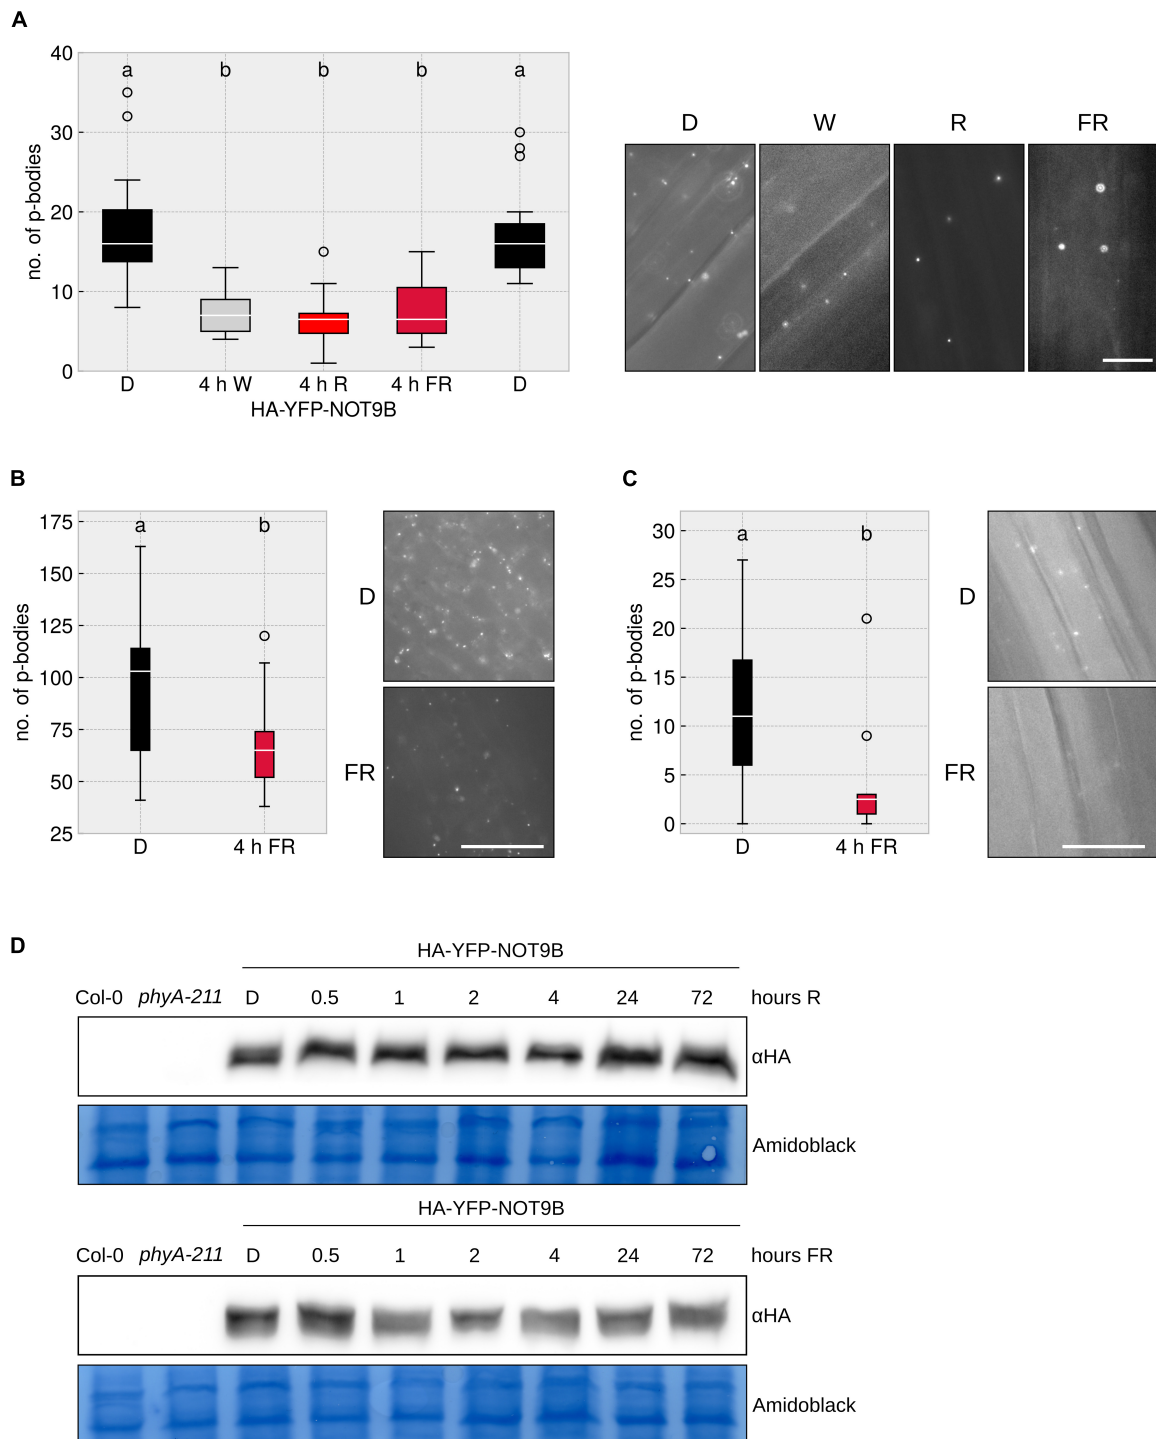 A
40
30
20
10
0
no. of p-bodies
a b b b a
D 4 h W 4 h R 4 h FR D
HA-YFP-NOT9B
D W R FR
B
175
150
125
100
75
50
25
no. of p-bodies
a b
D 4 h FR
D
FR
C
30
25
20
15
10
5
0
no. of p-bodies
a b
D 4 h FR
D
FR
D
HA-YFP-NOT9B
Col-0 phyA-211 D 0.5 1 2 4 24 72 hours R
αHA
Amidoblack
HA-YFP-NOT9B
Col-0 phyA-211 D 0.5 1 2 4 24 72 hours FR
αHA
Amidoblack